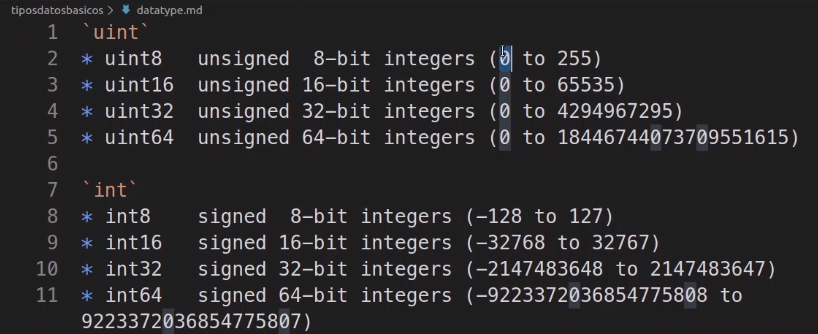 tiposdatosbasicos > datatype.md
1 `uint`
2 * uint8   unsigned  8-bit integers (0 to 255)
3 * uint16  unsigned 16-bit integers (0 to 65535)
4 * uint32  unsigned 32-bit integers (0 to 4294967295)
5 * uint64  unsigned 64-bit integers (0 to 18446744073709551615)
6
7 `int`
8 * int8   signed  8-bit integers (-128 to 127)
9 * int16  signed 16-bit integers (-32768 to 32767)
10 * int32  signed 32-bit integers (-2147483648 to 2147483647)
11 * int64  signed 64-bit integers (-9223372036854775808 to
9223372036854775807)